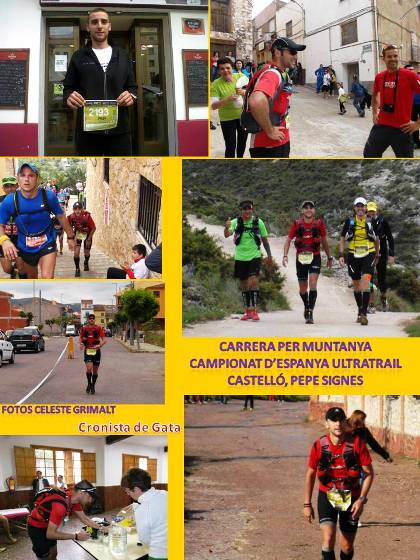 2193
CARRERA PER MUNTANYA
CAMPIONAT D'ESPANYA ULTRATRAIL
CASTELLÓ, PEPE SIGNES
FOTOS CELESTE GRIMALT
Cronista de Gata